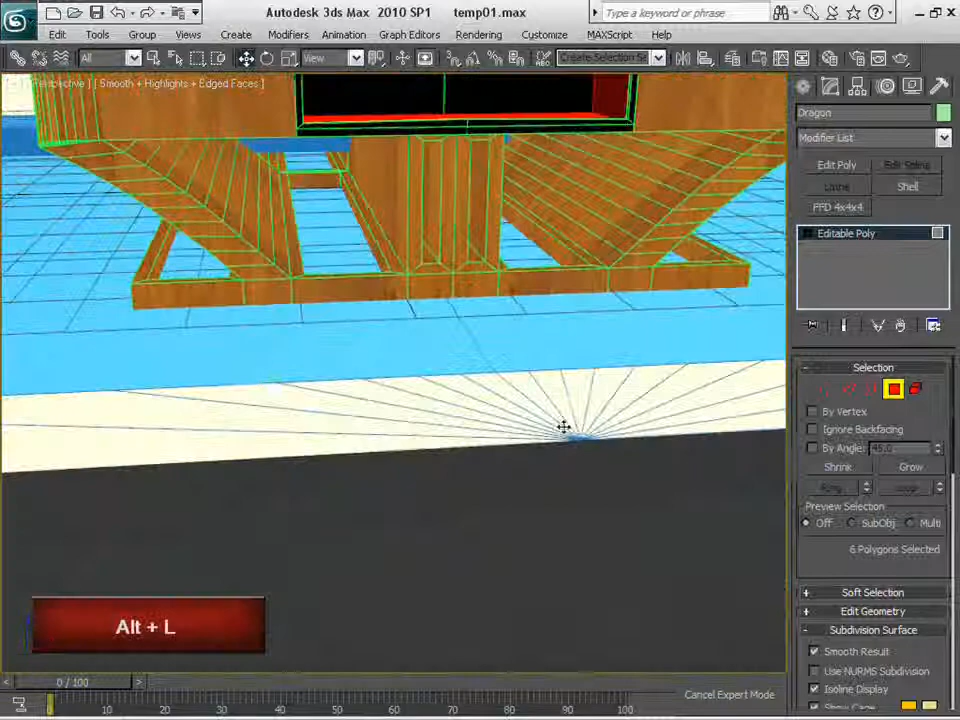 Autodesk 3ds Max 2010 SP1 temp01.max
Type a keyword or phrase
Edit Tools Group Views Create Modifiers Animation Graph Editors Rendering Customize MAXScript Help
All View Create Selection Se
[ Smooth + Highlights + Edged Faces ]
Dragon
Modifier List
Edit Poly Edit Spline
Shell
FFD 4x4x4
Editable Poly
Selection
By Vertex
Ignore Backfacing
By Angle: 45.0
Shrink Grow
Ring Loop
Preview Selection
Off SubObj Multi
6 Polygons Selected
+ Soft Selection
+ Edit Geometry
- Subdivision Surface
Smooth Result
Use NURMS Subdivision
Isoline Display
Show Cage
Alt + L
< 0 / 100 >
Cancel Expert Mode
10 20 30 40 50 60 70 80 90 100